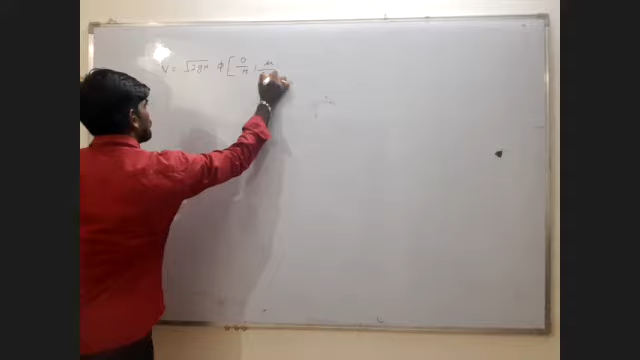 V = √2gH ϕ [ D/H , μ